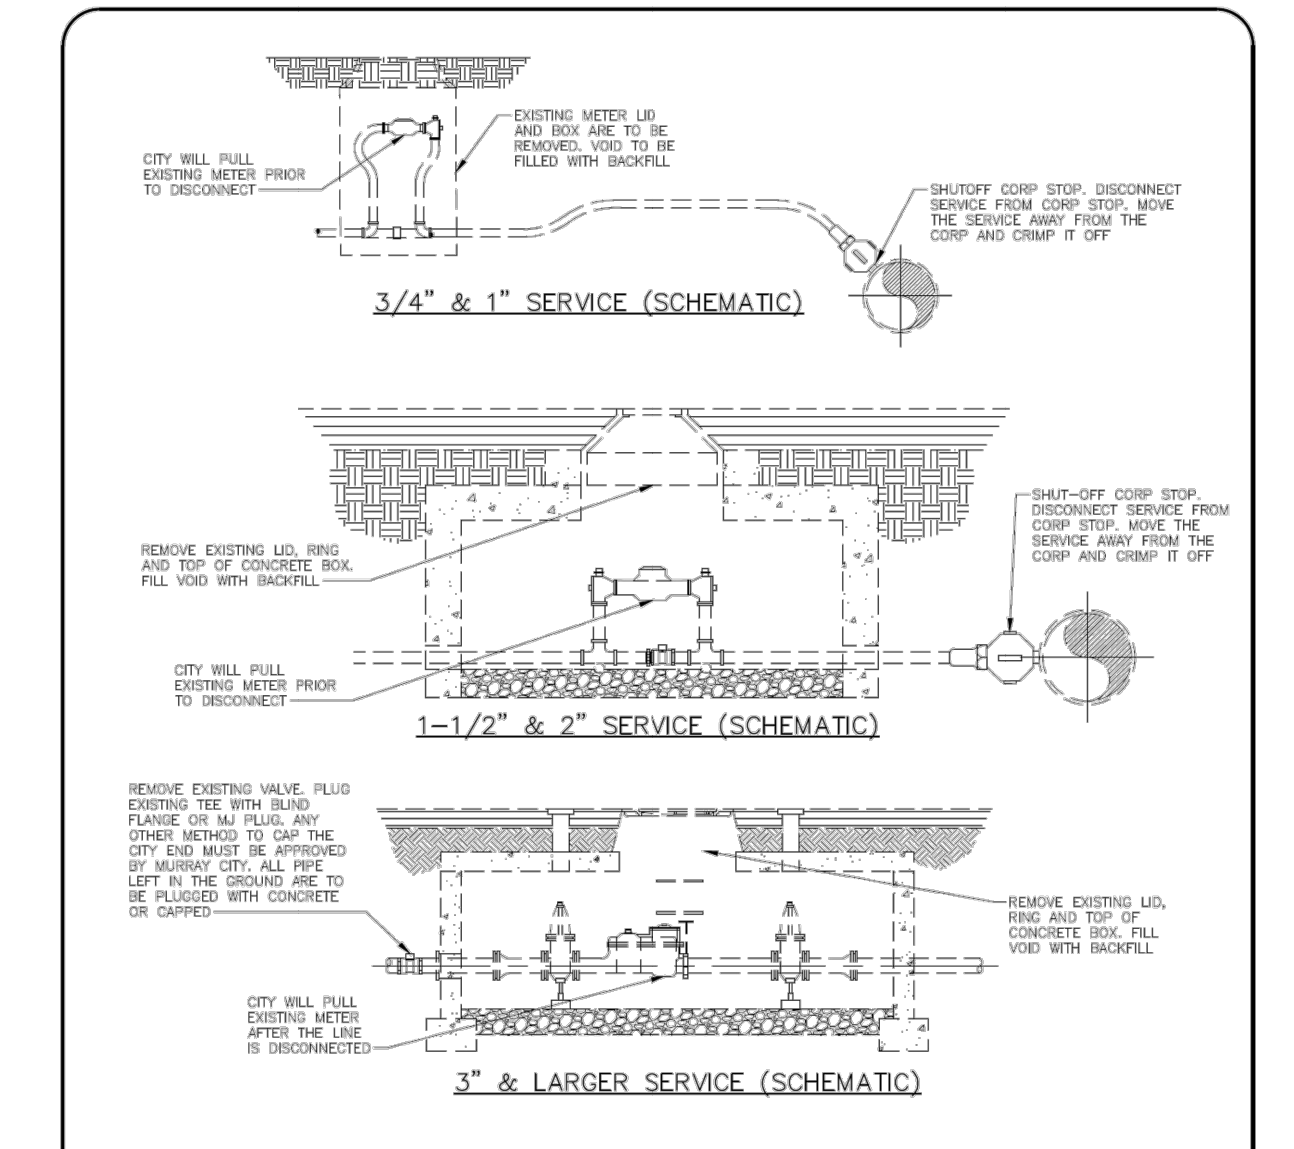 EXISTING METER LID
AND BOX ARE TO BE
REMOVED. VOID TO BE
FILLED WITH BACKFILL
CITY WILL PULL
EXISTING METER PRIOR
TO DISCONNECT
SHUTOFF CORP STOP. DISCONNECT
SERVICE FROM CORP STOP. MOVE
THE SERVICE AWAY FROM THE
CORP AND CRIMP IT OFF
3/4" & 1" SERVICE (SCHEMATIC)
SHUT-OFF CORP STOP.
DISCONNECT SERVICE FROM
CORP STOP. MOVE THE
SERVICE AWAY FROM THE
CORP AND CRIMP IT OFF
REMOVE EXISTING LID, RING
AND TOP OF CONCRETE BOX.
FILL VOID WITH BACKFILL
CITY WILL PULL
EXISTING METER PRIOR
TO DISCONNECT
1-1/2" & 2" SERVICE (SCHEMATIC)
REMOVE EXISTING VALVE. PLUG
EXISTING TEE WITH BLIND
FLANGE OR MJ PLUG. ANY
OTHER METHOD TO CAP THE
CITY END MUST BE APPROVED
BY MURRAY CITY. ALL PIPE
LEFT IN THE GROUND ARE TO
BE PLUGGED WITH CONCRETE
OR CAPPED
REMOVE EXISTING LID,
RING AND TOP OF
CONCRETE BOX. FILL
VOID WITH BACKFILL
CITY WILL PULL
EXISTING METER
AFTER THE LINE
IS DISCONNECTED
3" & LARGER SERVICE (SCHEMATIC)